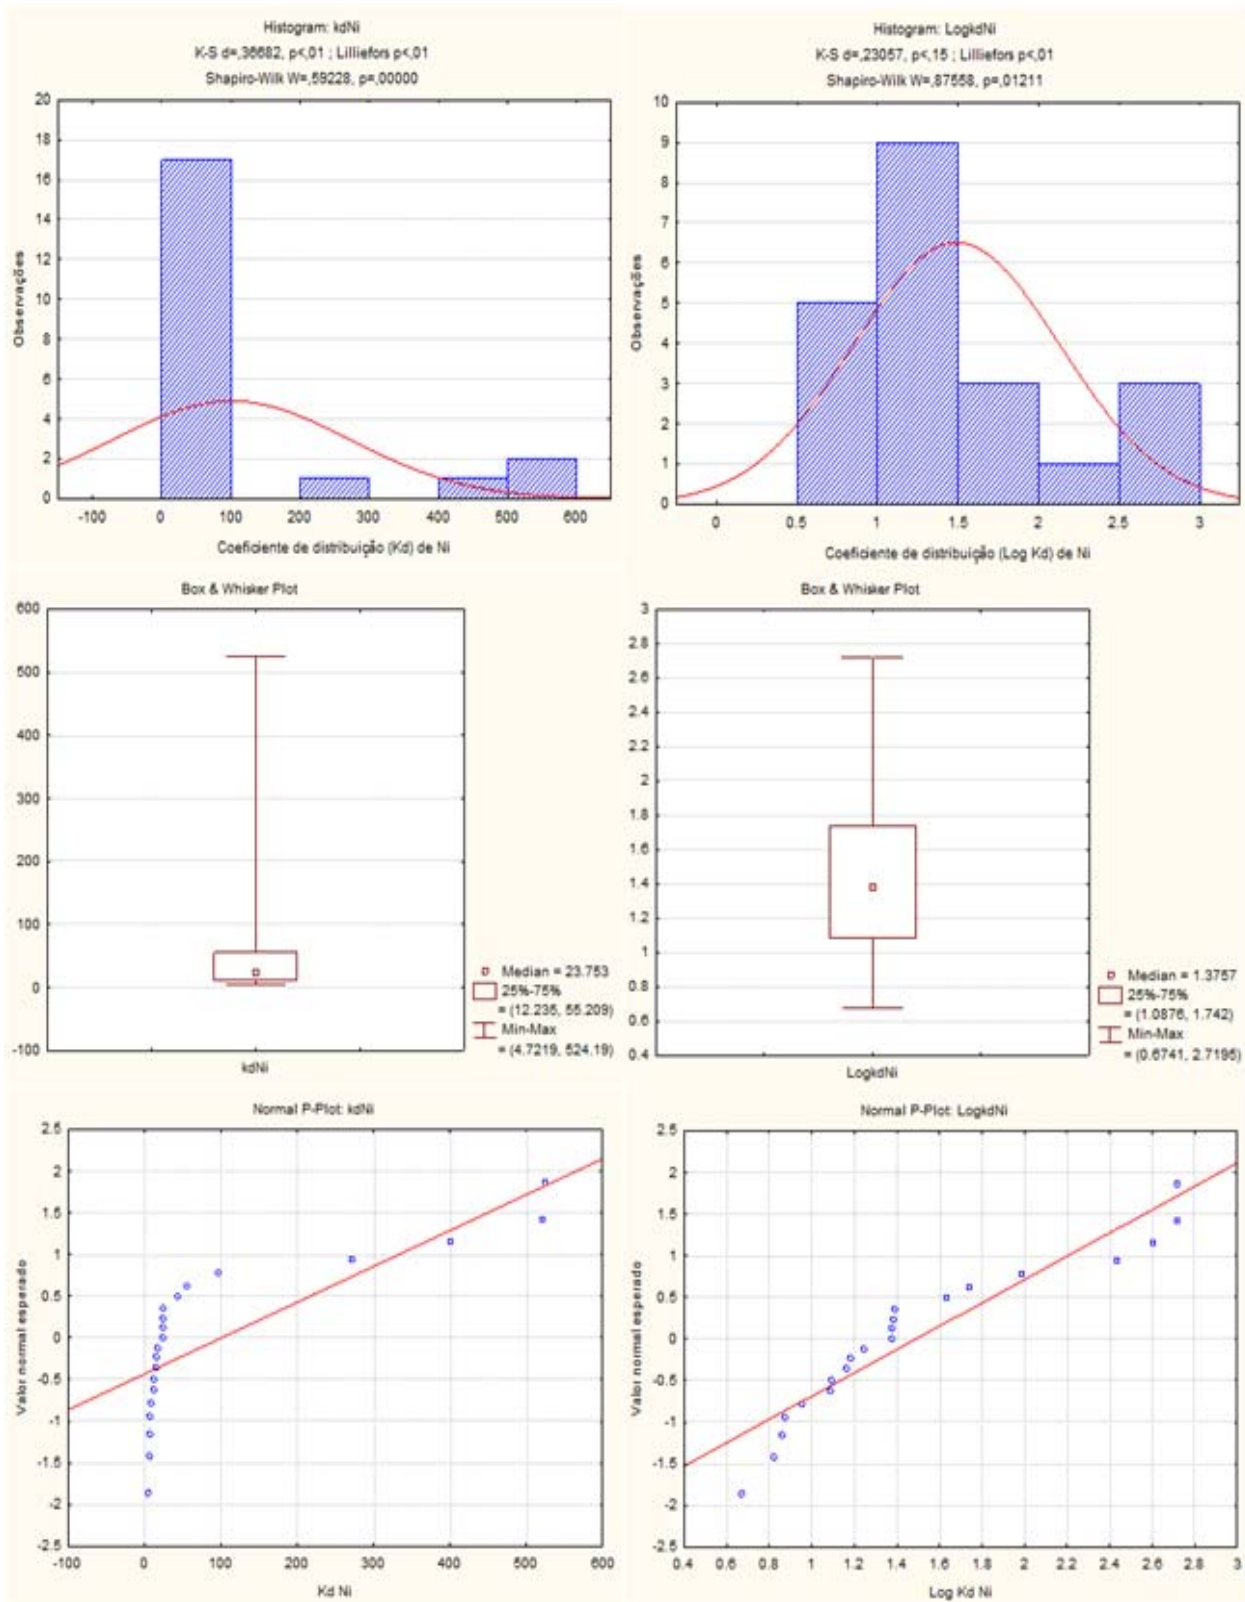 Histogram: kdNi
K-S d=,36682, p<,01 ; Lilliefors p<,01
Shapiro-Wilk W=,59228, p=,00000
20
18
16
14
12
10
8
6
4
2
0
Observações
-100 0 100 200 300 400 500 600
Coeficiente de distribuição (Kd) de Ni
Histogram: LogkdNi
K-S d=,23057, p<,15 ; Lilliefors p<,01
Shapiro-Wilk W=,87558, p=,01211
10
9
8
7
6
5
4
3
2
1
0
Observações
0 0.5 1 1.5 2 2.5 3
Coeficiente de distribuição (Log Kd) de Ni
Box & Whisker Plot
600
500
400
300
200
100
0
-100
kdNi
Median = 23.753
25%-75%
= (12.235, 55.209)
Min-Max
= (4.7219, 524.19)
Box & Whisker Plot
3
2.8
2.6
2.4
2.2
2
1.8
1.6
1.4
1.2
1
0.8
0.6
0.4
LogkdNi
Median = 1.3757
25%-75%
= (1.0876, 1.742)
Min-Max
= (0.6741, 2.7195)
Normal P-Plot: kdNi
2.5
2
1.5
1
0.5
0
-0.5
-1
-1.5
-2
-2.5
Valor normal esperado
-100 0 100 200 300 400 500 600
Kd Ni
Normal P-Plot: LogkdNi
2.5
2
1.5
1
0.5
0
-0.5
-1
-1.5
-2
-2.5
Valor normal esperado
0.4 0.6 0.8 1 1.2 1.4 1.6 1.8 2 2.2 2.4 2.6 2.8 3
Log Kd Ni